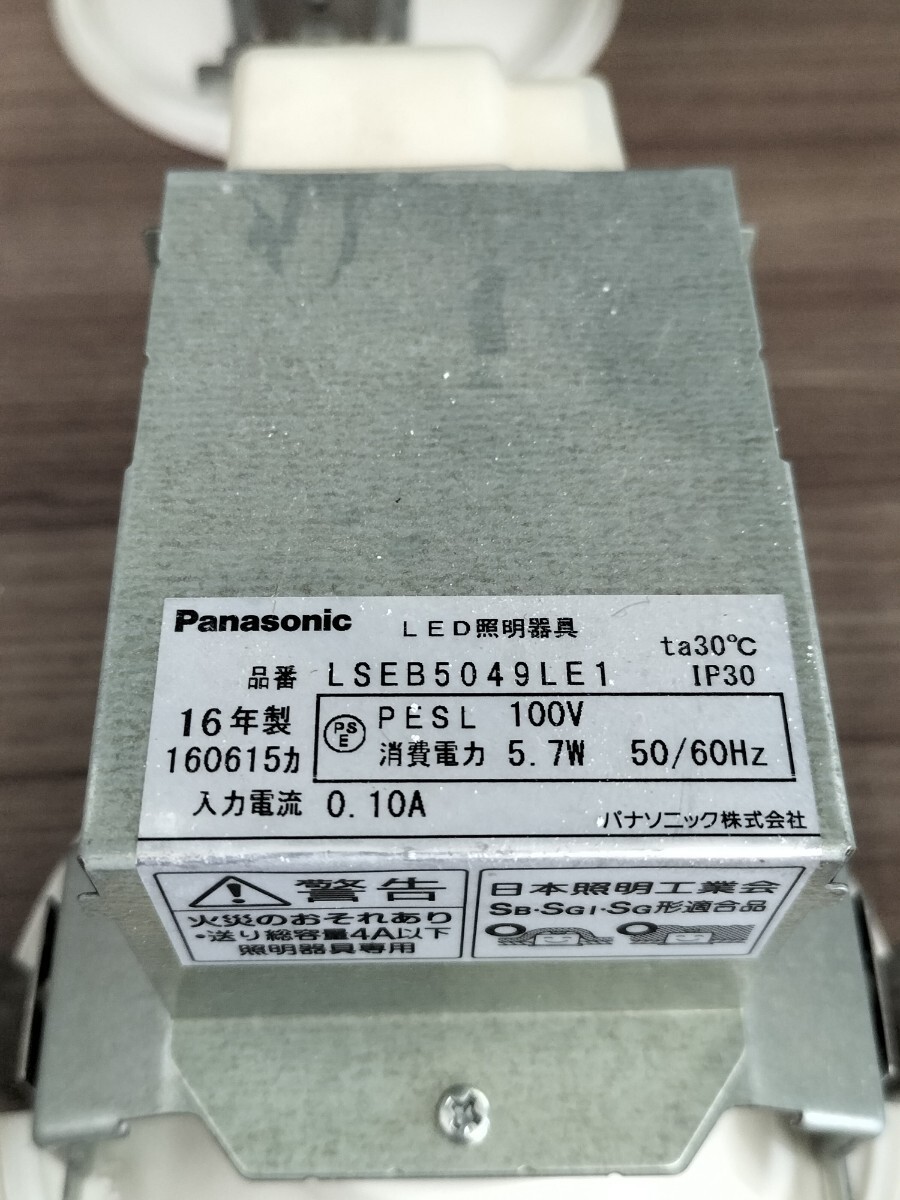 Panasonic LED照明器具
ta30℃
品番 LSEB5049LE1 IP30
16年製 PSE PESL 100V
160615カ 消費電力 5.7W 50/60Hz
入力電流 0.10A
パナソニック株式会社
警告
火災のおそれあり
・送り総容量4A以下
照明器具専用
日本照明工業会
SB・SGI・SG形適合品